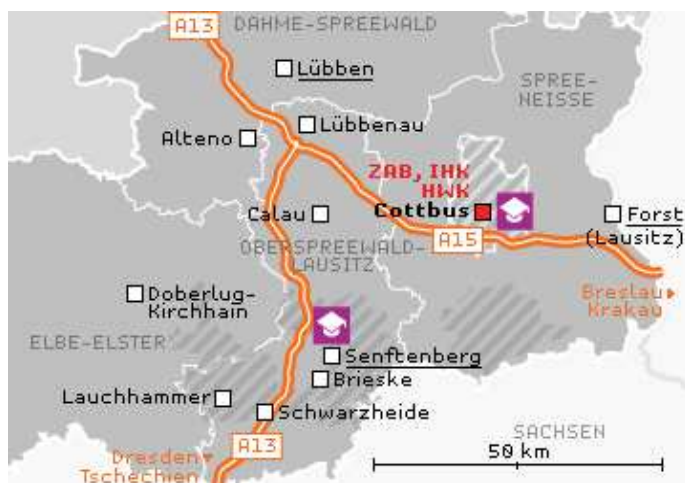 A13
DAHME-SPREEWALD
Lübben
SPREE-
NEISSE
Lübbenau
Alteno
ZAB, IHK
HWK
Cottbus
Calau
Forst
(Lausitz)
A15
OBERSPREEWALD-
LAUSITZ
Breslau
Krakau
Doberlug-
Kirchhain
ELBE-ELSTER
Senftenberg
Brieske
Lauchhammer
Schwarzheide
A13
SACHSEN
Dresden
Tschechien
50 km